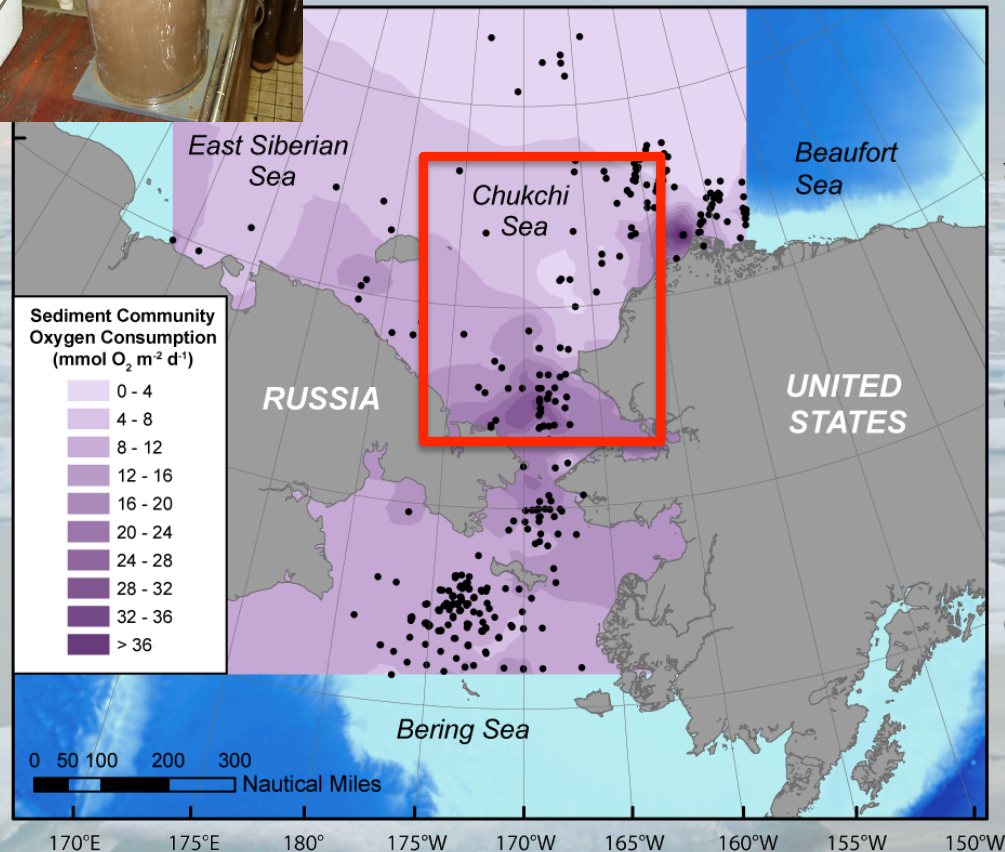 East Siberian
Sea
Beaufort
Sea
Chukchi
Sea
Sediment Community
Oxygen Consumption
(mmol O₂ m⁻² d⁻¹)
0 - 4
4 - 8
8 - 12
12 - 16
16 - 20
20 - 24
24 - 28
28 - 32
32 - 36
> 36
RUSSIA
UNITED
STATES
Bering Sea
0 50 100 200 300
Nautical Miles
170°E 175°E 180° 175°W 170°W 165°W 160°W 155°W 150°W